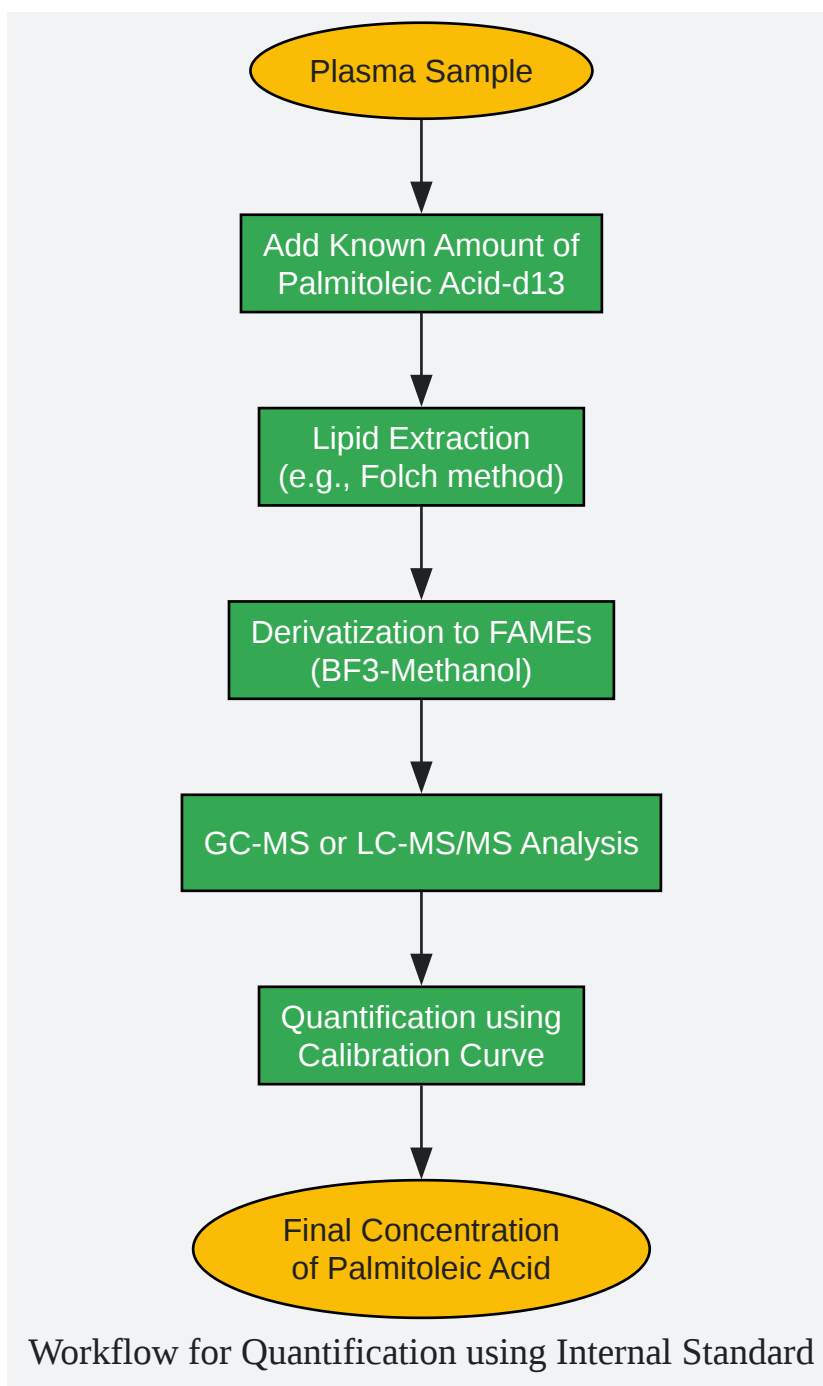 Plasma Sample
Add Known Amount of
Palmitoleic Acid-d13
Lipid Extraction
(e.g., Folch method)
Derivatization to FAMEs
(BF3-Methanol)
GC-MS or LC-MS/MS Analysis
Quantification using
Calibration Curve
Final Concentration
of Palmitoleic Acid
Workflow for Quantification using Internal Standard